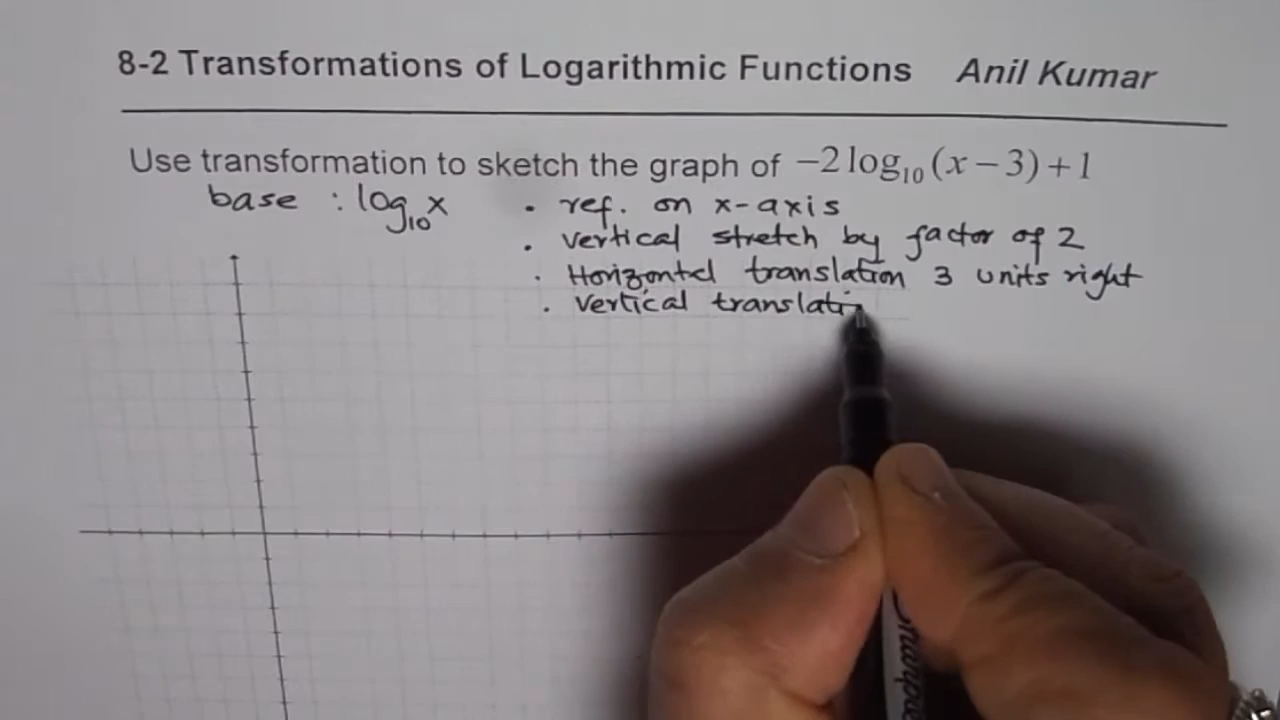 8-2 Transformations of Logarithmic Functions Anil Kumar
Use transformation to sketch the graph of −2 log₁₀ (x − 3) + 1
base : log₁₀ x
· ref. on x-axis
· vertical stretch by factor of 2
· Horizontal translation 3 units right
· vertical translati